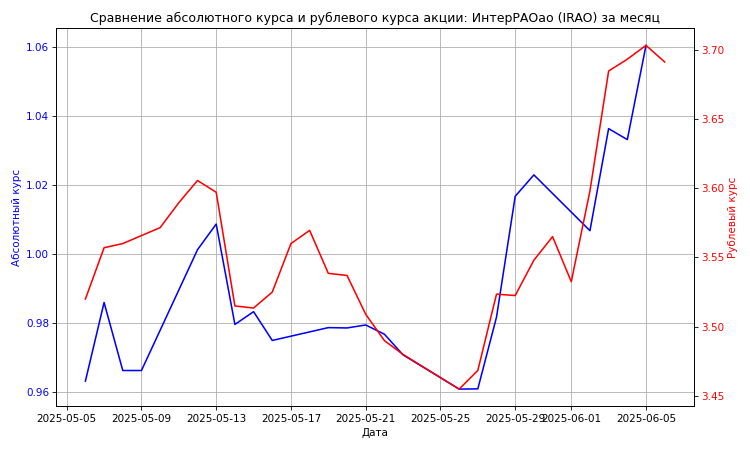 Сравнение абсолютного курса и рублевого курса акции: ИнтерРАОао (IRAO) за месяц
1.06
1.04
1.02
1.00
0.98
0.96
Абсолютный курс
3.70
3.65
3.60
3.55
3.50
3.45
Рублевый курс
2025-05-05 2025-05-09 2025-05-13 2025-05-17 2025-05-21 2025-05-25 2025-05-29 2025-06-01 2025-06-05
Дата